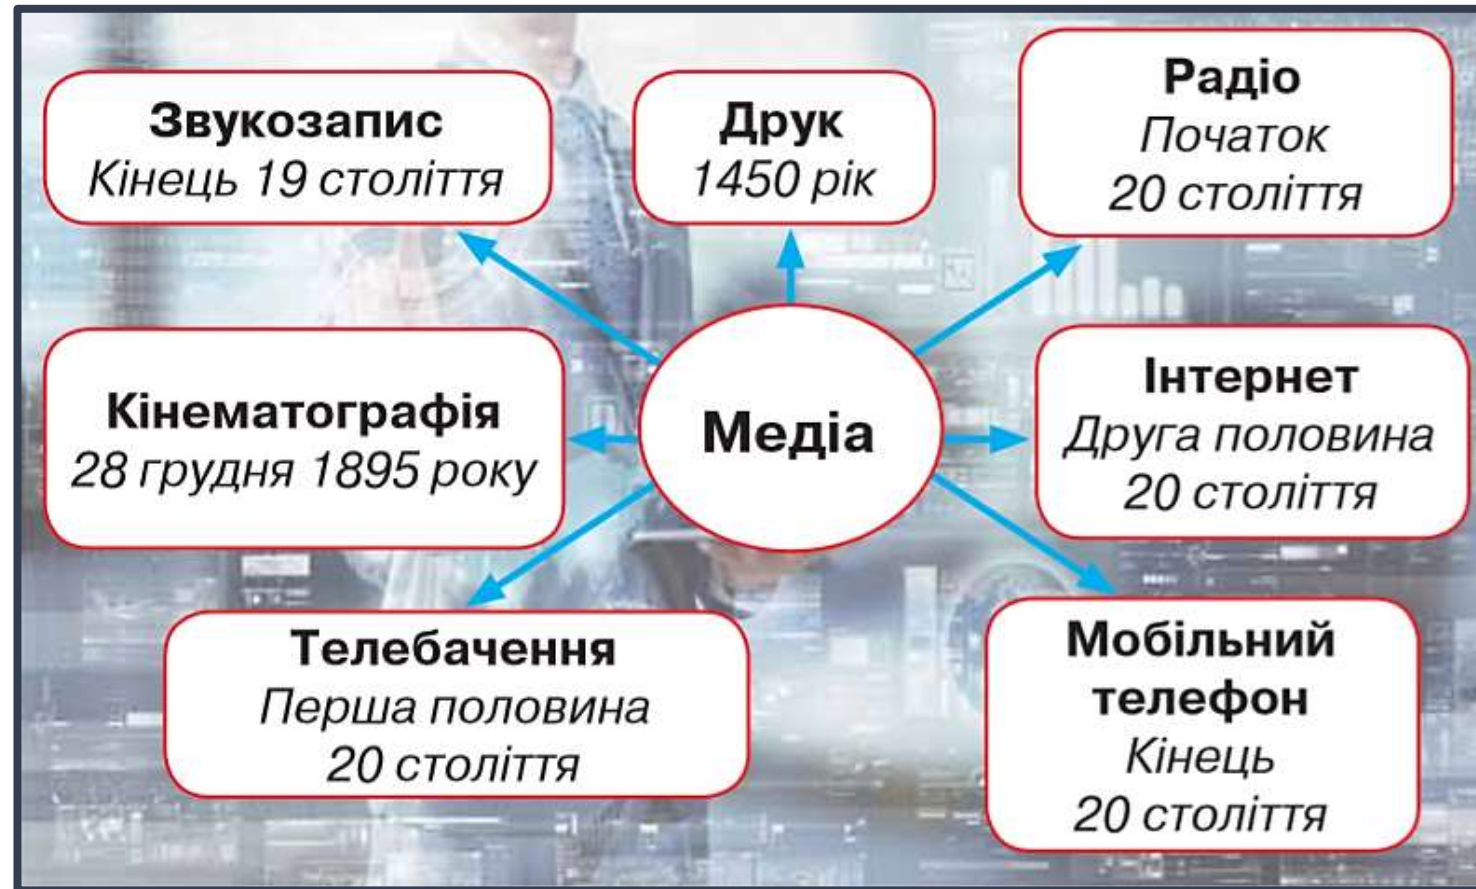 Звукозапис
Кінець 19 століття
Друк
1450 рік
Радіо
Початок
20 століття
Кінематографія
28 грудня 1895 року
Медіа
Інтернет
Друга половина
20 століття
Телебачення
Перша половина
20 століття
Мобільний
телефон
Кінець
20 століття